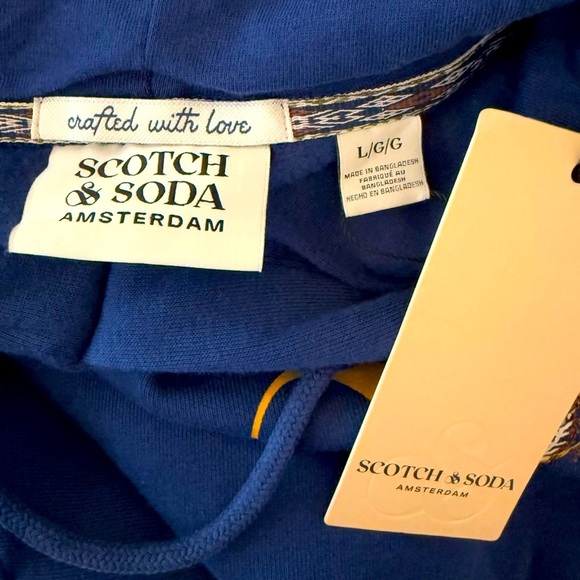 crafted with love
SCOTCH
& SODA
AMSTERDAM
L/G/G
MADE IN BANGLADESH
FABRIQUÉ AU
BANGLADESH
HECHO EN BANGLADESH
SCOTCH & SODA
AMSTERDAM